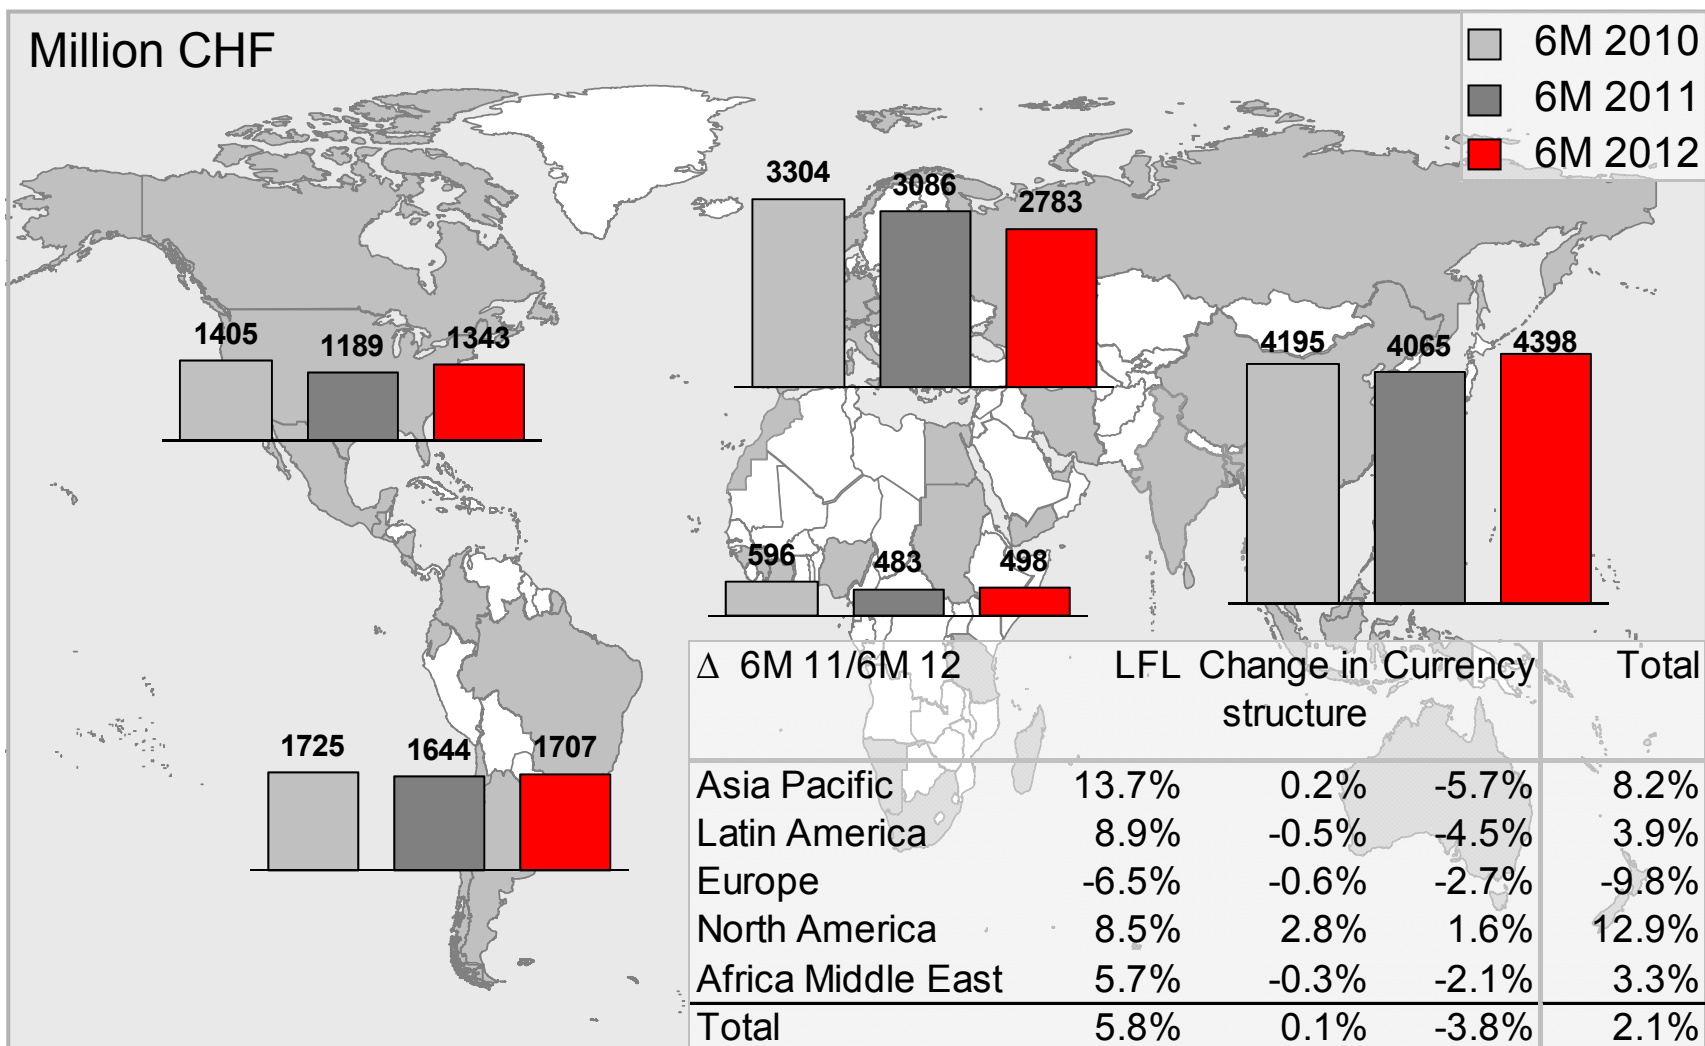 Million CHF
6M 2010
6M 2011
6M 2012
3304
3086
2783
1405
1189
1343
4195
4065
4398
596
483
498
1725
1644
1707
Δ 6M 11/6M 12 LFL Change in structure Currency Total
Asia Pacific 13.7% 0.2% -5.7% 8.2%
Latin America 8.9% -0.5% -4.5% 3.9%
Europe -6.5% -0.6% -2.7% -9.8%
North America 8.5% 2.8% 1.6% 12.9%
Africa Middle East 5.7% -0.3% -2.1% 3.3%
Total 5.8% 0.1% -3.8% 2.1%